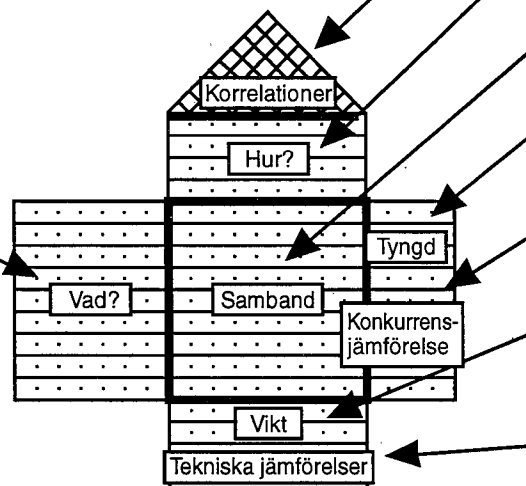 Korrelationer
Hur?
Tyngd
Vad?
Samband
Konkurrens-
jämförelse
Vikt
Tekniska jämförelser